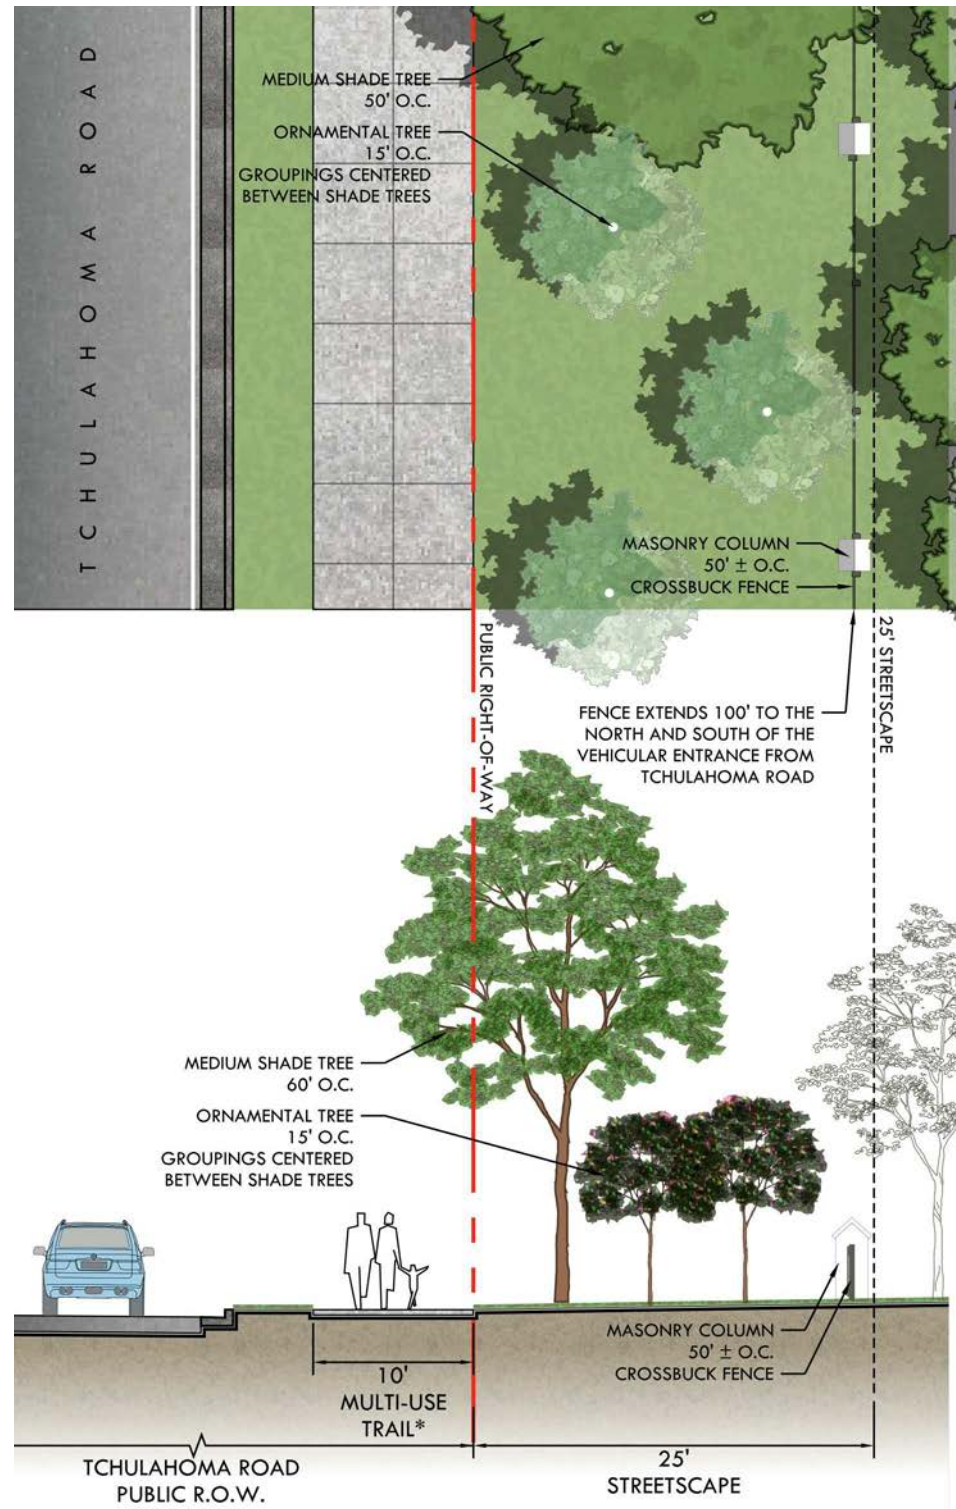 TCHULAHOMA ROAD
MEDIUM SHADE TREE
50' O.C.
ORNAMENTAL TREE
15' O.C.
GROUPINGS CENTERED
BETWEEN SHADE TREES
MASONRY COLUMN
50' ± O.C.
CROSSBUCK FENCE
PUBLIC RIGHT-OF-WAY
25' STREETSCAPE
FENCE EXTENDS 100' TO THE
NORTH AND SOUTH OF THE
VEHICULAR ENTRANCE FROM
TCHULAHOMA ROAD
MEDIUM SHADE TREE
60' O.C.
ORNAMENTAL TREE
15' O.C.
GROUPINGS CENTERED
BETWEEN SHADE TREES
MASONRY COLUMN
50' ± O.C.
CROSSBUCK FENCE
10'
MULTI-USE
TRAIL*
TCHULAHOMA ROAD
PUBLIC R.O.W.
25'
STREETSCAPE